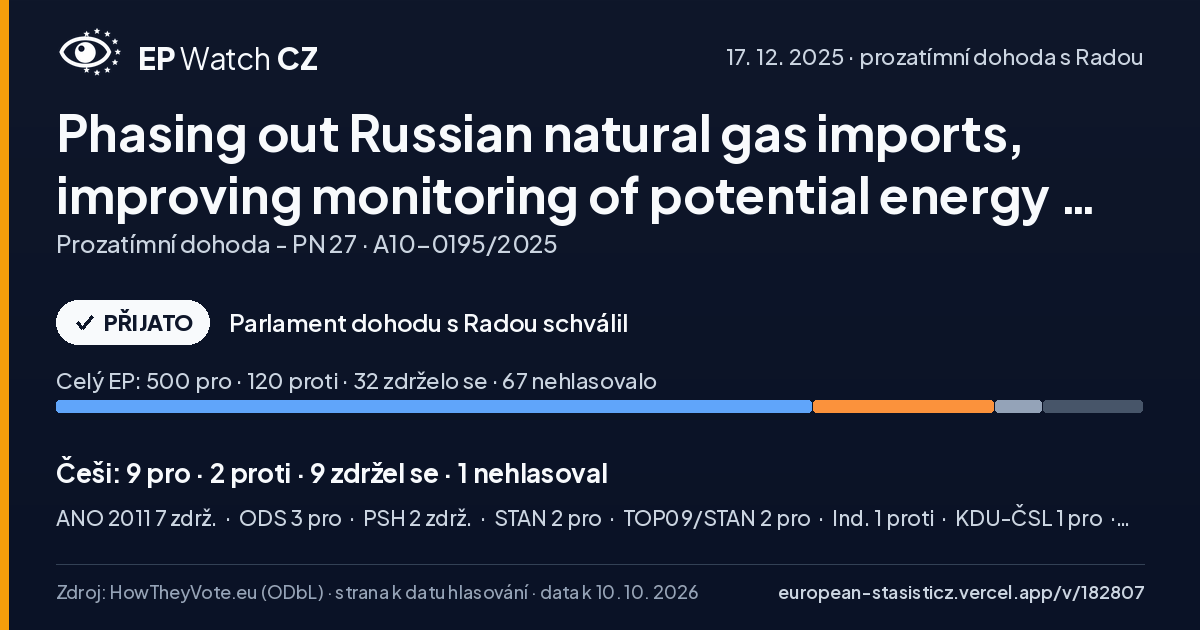 EP Watch CZ
17. 12. 2025 · prozatímní dohoda s Radou
Phasing out Russian natural gas imports,
improving monitoring of potential energy …
Prozatímní dohoda – PN 27 · A10-0195/2025
✓ PŘIJATO
Parlament dohodu s Radou schválil
Celý EP: 500 pro · 120 proti · 32 zdrželo se · 67 nehlasovalo
Češi: 9 pro · 2 proti · 9 zdržel se · 1 nehlasoval
ANO 2011 7 zdrž. · ODS 3 pro · PSH 2 zdrž. · STAN 2 pro · TOP09/STAN 2 pro · Ind. 1 proti · KDU-ČSL 1 pro ·…
Zdroj: HowTheyVote.eu (ODbL) · strana k datu hlasování · data k 10. 10. 2026
european-stasisticz.vercel.app/v/182807